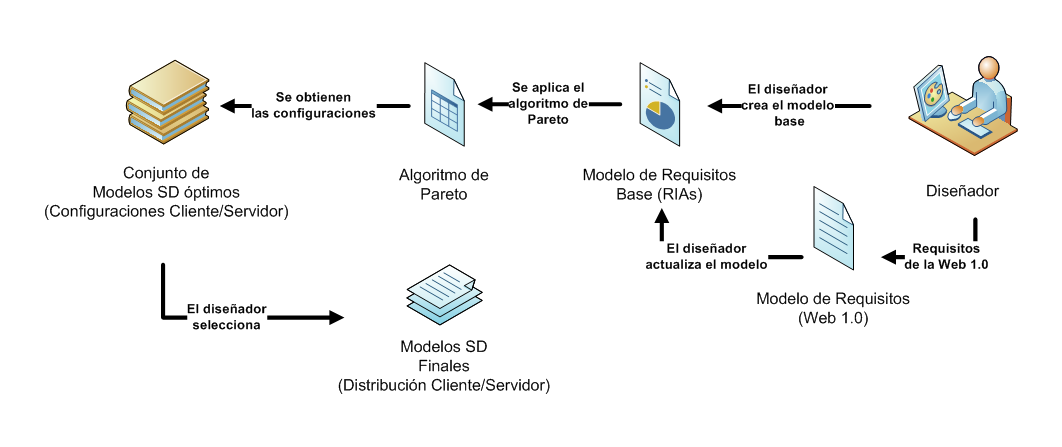 El diseñador
crea el modelo
base
Se aplica el
algoritmo de
Pareto
Se obtienen
las configuraciones
Diseñador
Modelo de Requisitos
Base (RIAs)
Algoritmo de
Pareto
Conjunto de
Modelos SD óptimos
(Configuraciones Cliente/Servidor)
Requisitos
de la Web 1.0
El diseñador
actualiza el modelo
Modelo de Requisitos
(Web 1.0)
El diseñador
selecciona
Modelos SD
Finales
(Distribución Cliente/Servidor)